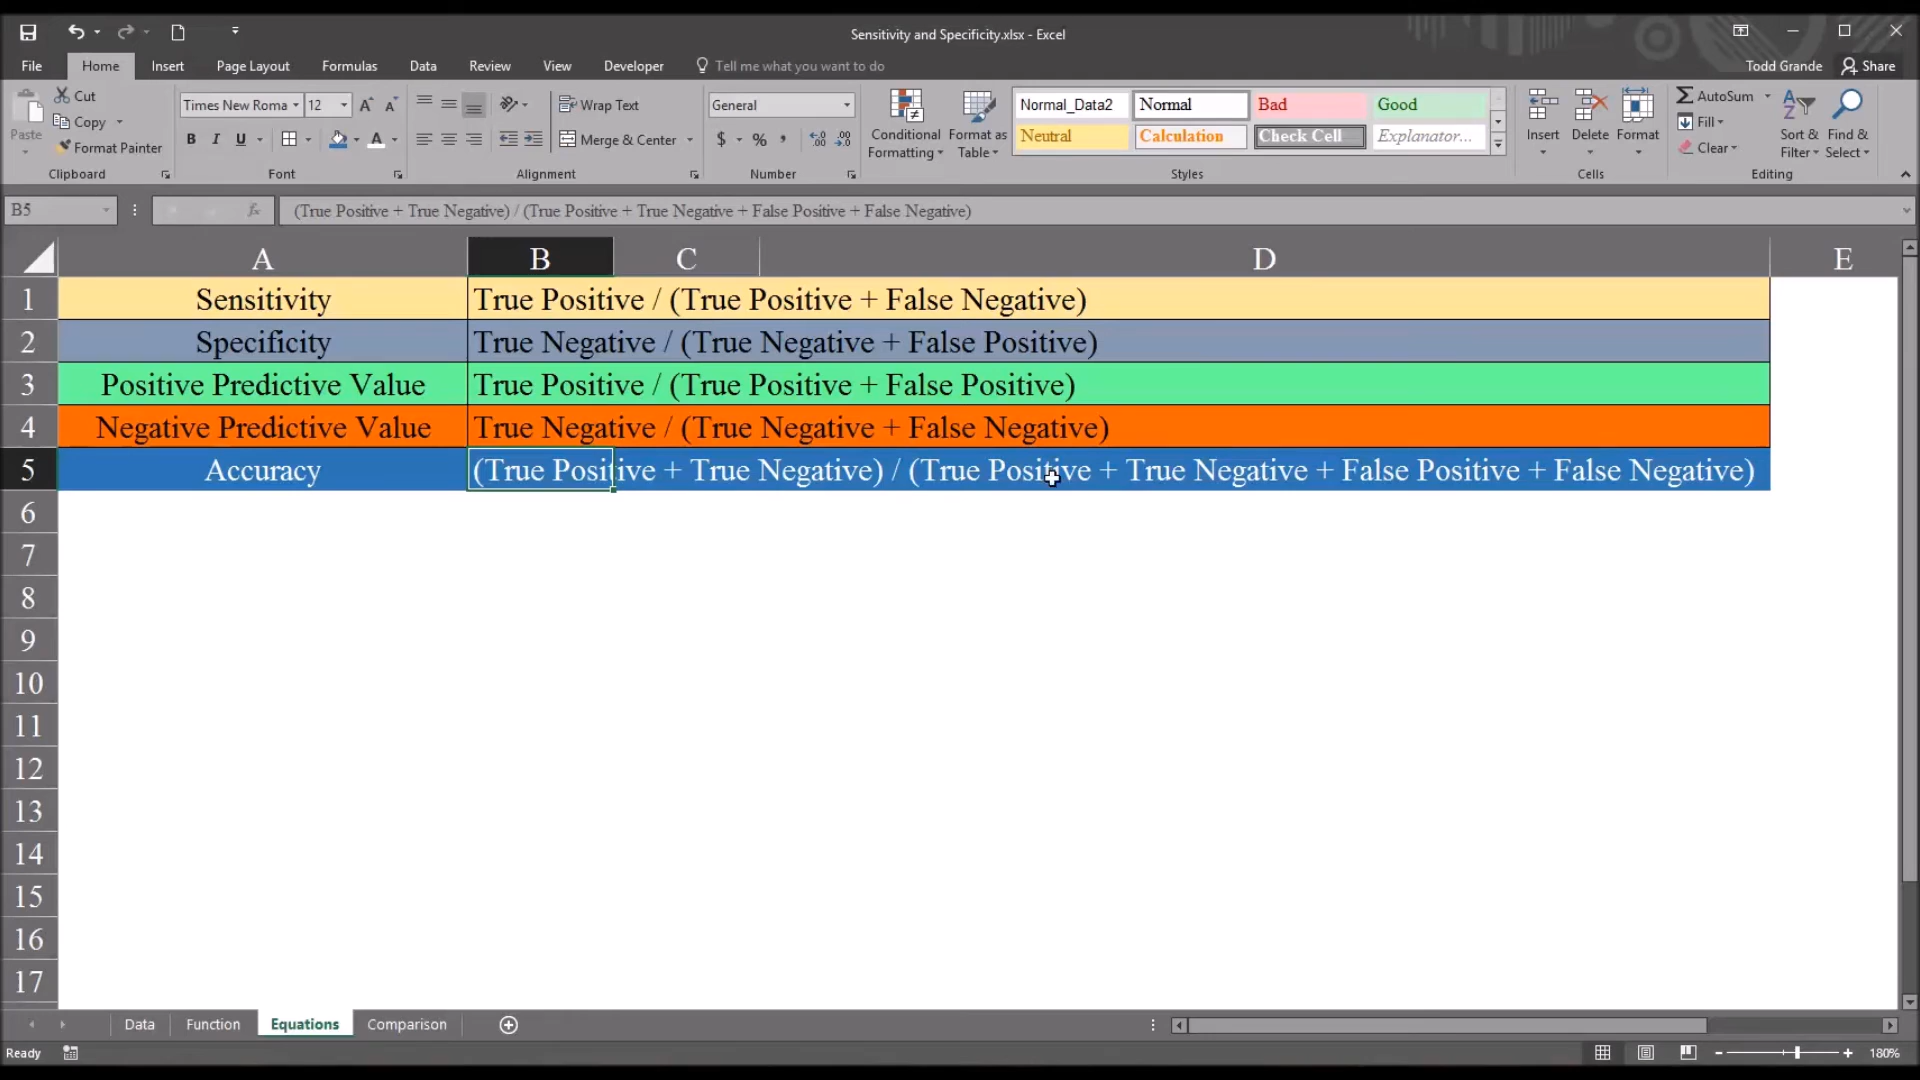 Sensitivity and Specificity.xlsx - Excel
File Home Insert Page Layout Formulas Data Review View Developer Tell me what you want to do Todd Grande Share
Paste
Cut
Copy
Format Painter
Clipboard
Times New Roma 12
B I U A
Font
Wrap Text
Merge & Center
Alignment
General
$ % ,
Number
Conditional Formatting
Format as Table
Normal_Data2 Normal Bad Good
Neutral Calculation Check Cell Explanator...
Styles
Insert Delete Format
Cells
AutoSum
Fill
Clear
Sort & Filter
Find & Select
Editing
B5 fx (True Positive + True Negative) / (True Positive + True Negative + False Positive + False Negative)
A B C D E
1 Sensitivity True Positive / (True Positive + False Negative)
2 Specificity True Negative / (True Negative + False Positive)
3 Positive Predictive Value True Positive / (True Positive + False Positive)
4 Negative Predictive Value True Negative / (True Negative + False Negative)
5 Accuracy (True Positive + True Negative) / (True Positive + True Negative + False Positive + False Negative)
6
7
8
9
10
11
12
13
14
15
16
17
Data Function Equations Comparison
Ready 180%